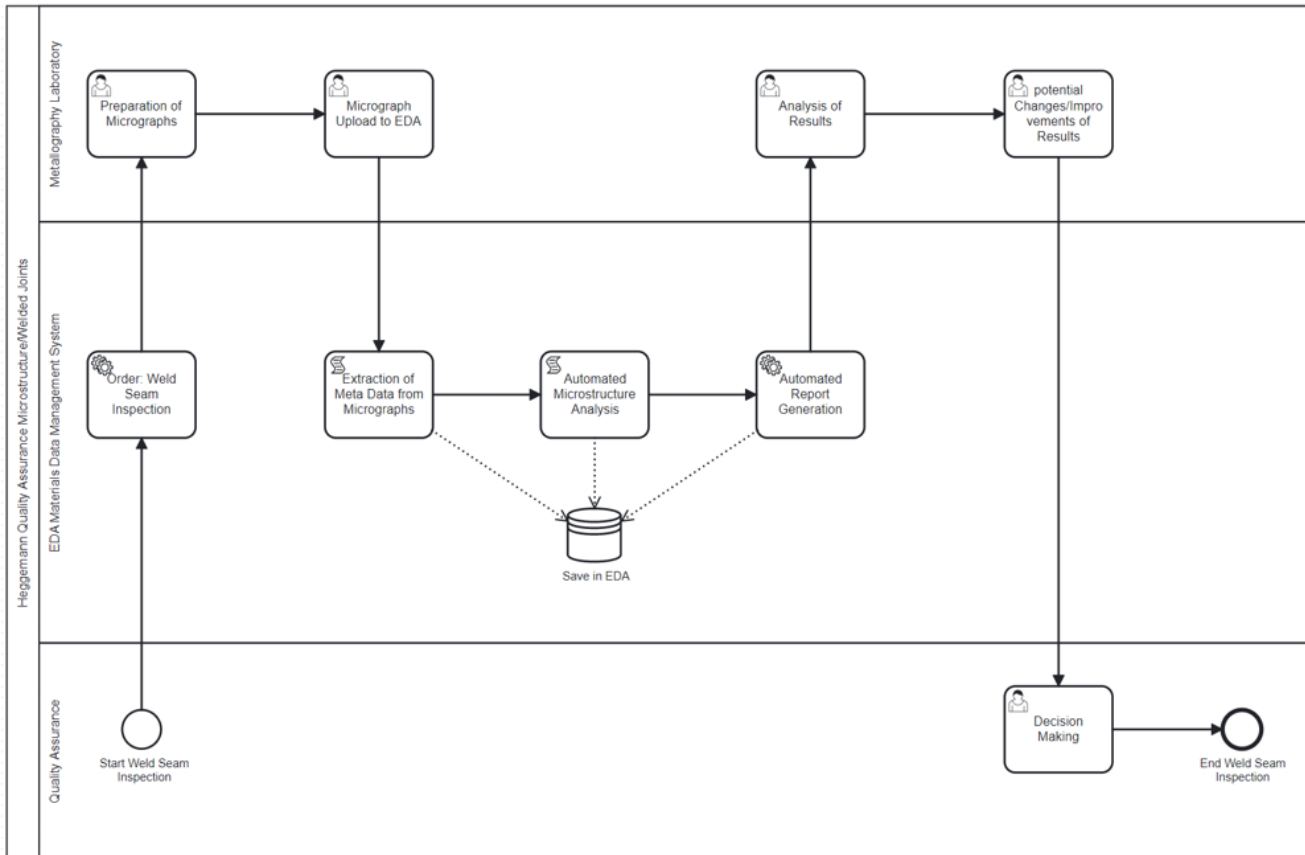 Heggemann Quality Assurance Microstructure/Welded Joints
Metallography Laboratory
Preparation of
Micrographs
Micrograph
Upload to EDA
Analysis of
Results
potential
Changes/Impro
vements of
Results
EDA Materials Data Management System
Order: Weld
Seam
Inspection
Extraction of
Meta Data from
Micrographs
Automated
Microstructure
Analysis
Automated
Report
Generation
Save in EDA
Quality Assurance
Start Weld Seam
Inspection
Decision
Making
End Weld Seam
Inspection